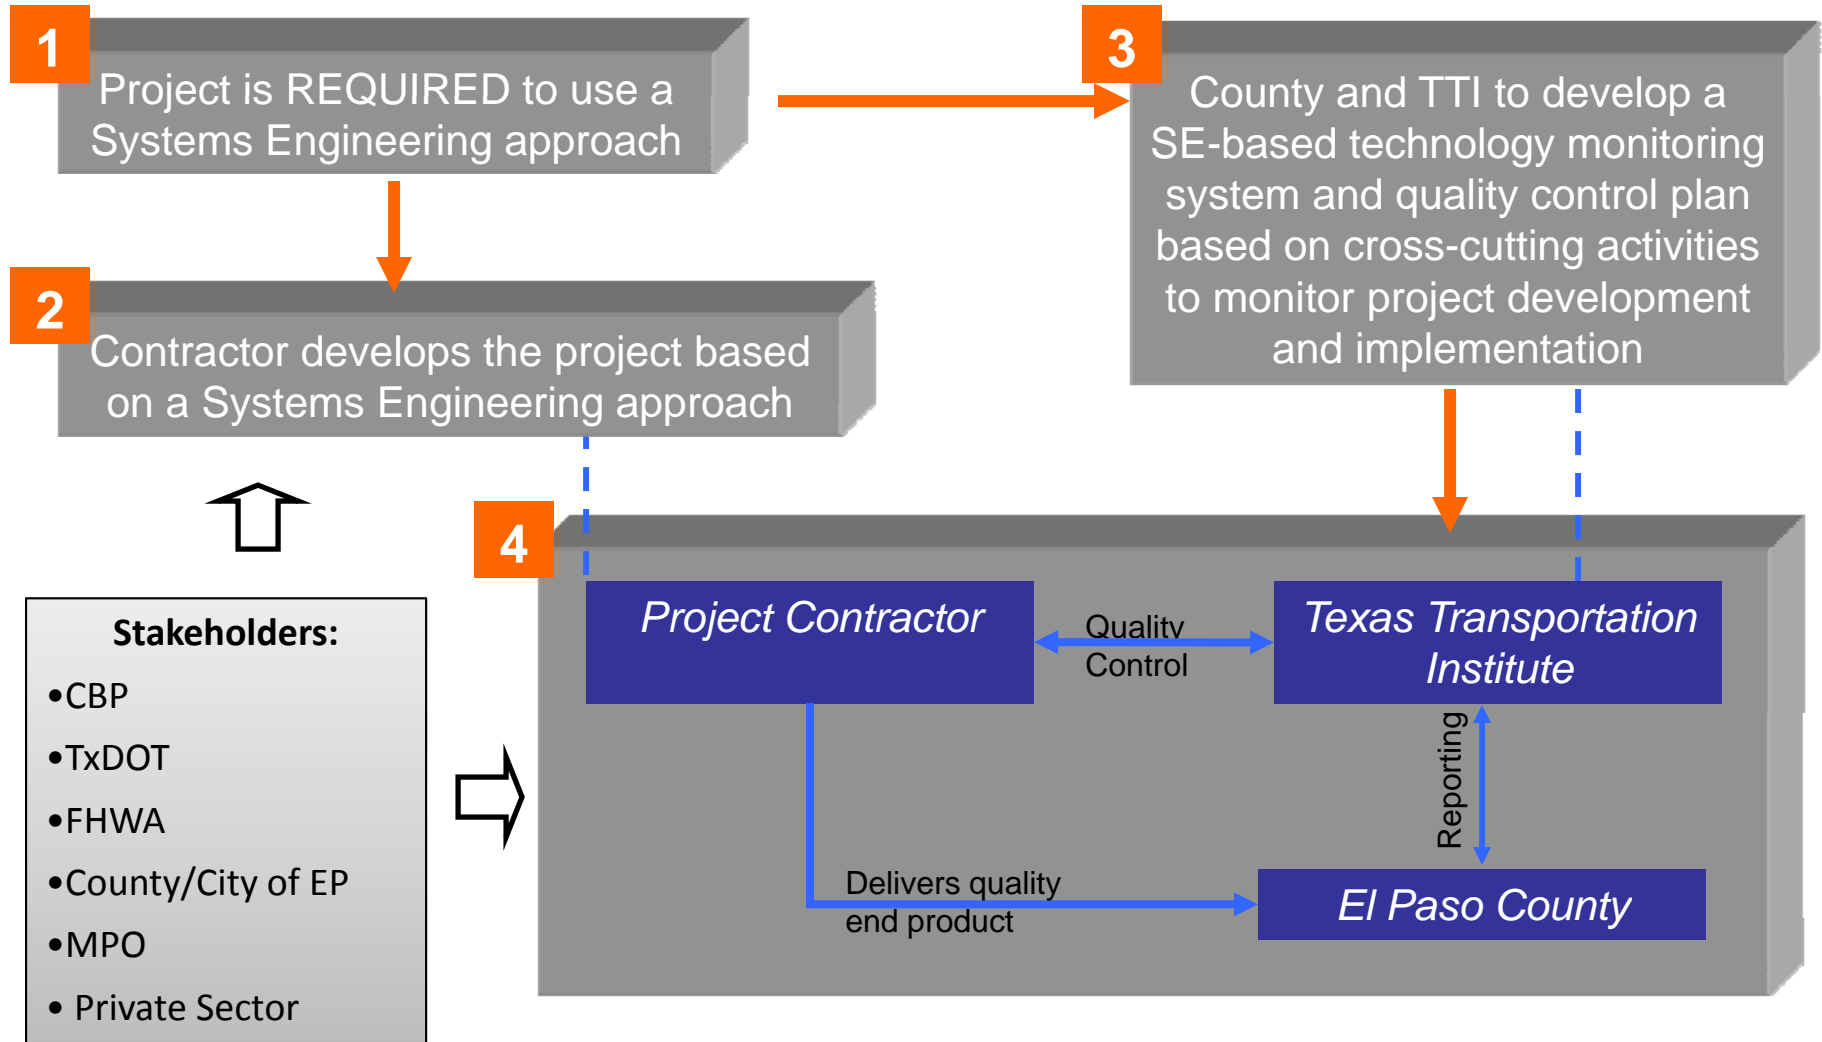 1
Project is REQUIRED to use a
Systems Engineering approach
2
Contractor develops the project based
on a Systems Engineering approach
3
County and TTI to develop a
SE-based technology monitoring
system and quality control plan
based on cross-cutting activities
to monitor project development
and implementation
Stakeholders:
•CBP
•TxDOT
•FHWA
•County/City of EP
•MPO
• Private Sector
4
Project Contractor
Quality
Control
Texas Transportation
Institute
Reporting
Delivers quality
end product
El Paso County